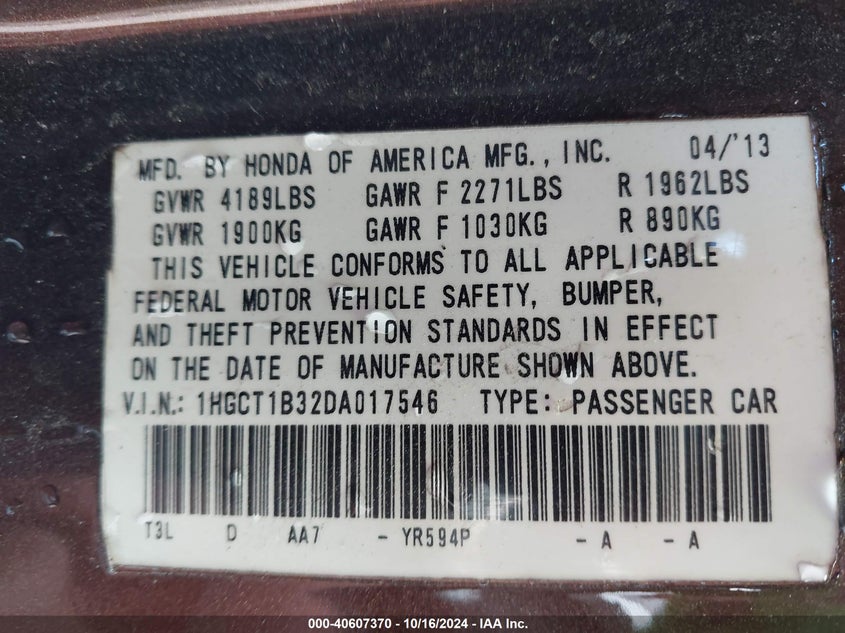 MFD. BY HONDA OF AMERICA MFG., INC. 04/'13
GVWR 4189LBS GAWR F 2271LBS R 1962LBS
GVWR 1900KG GAWR F 1030KG R 890KG
THIS VEHICLE CONFORMS TO ALL APPLICABLE
FEDERAL MOTOR VEHICLE SAFETY, BUMPER,
AND THEFT PREVENTION STANDARDS IN EFFECT
ON THE DATE OF MANUFACTURE SHOWN ABOVE.
V.I.N.: 1HGCT1B32DA017546 TYPE: PASSENGER CAR
T3L D AA7 - YR594P - A - A
000-40607370 - 10/16/2024 - IAA Inc.